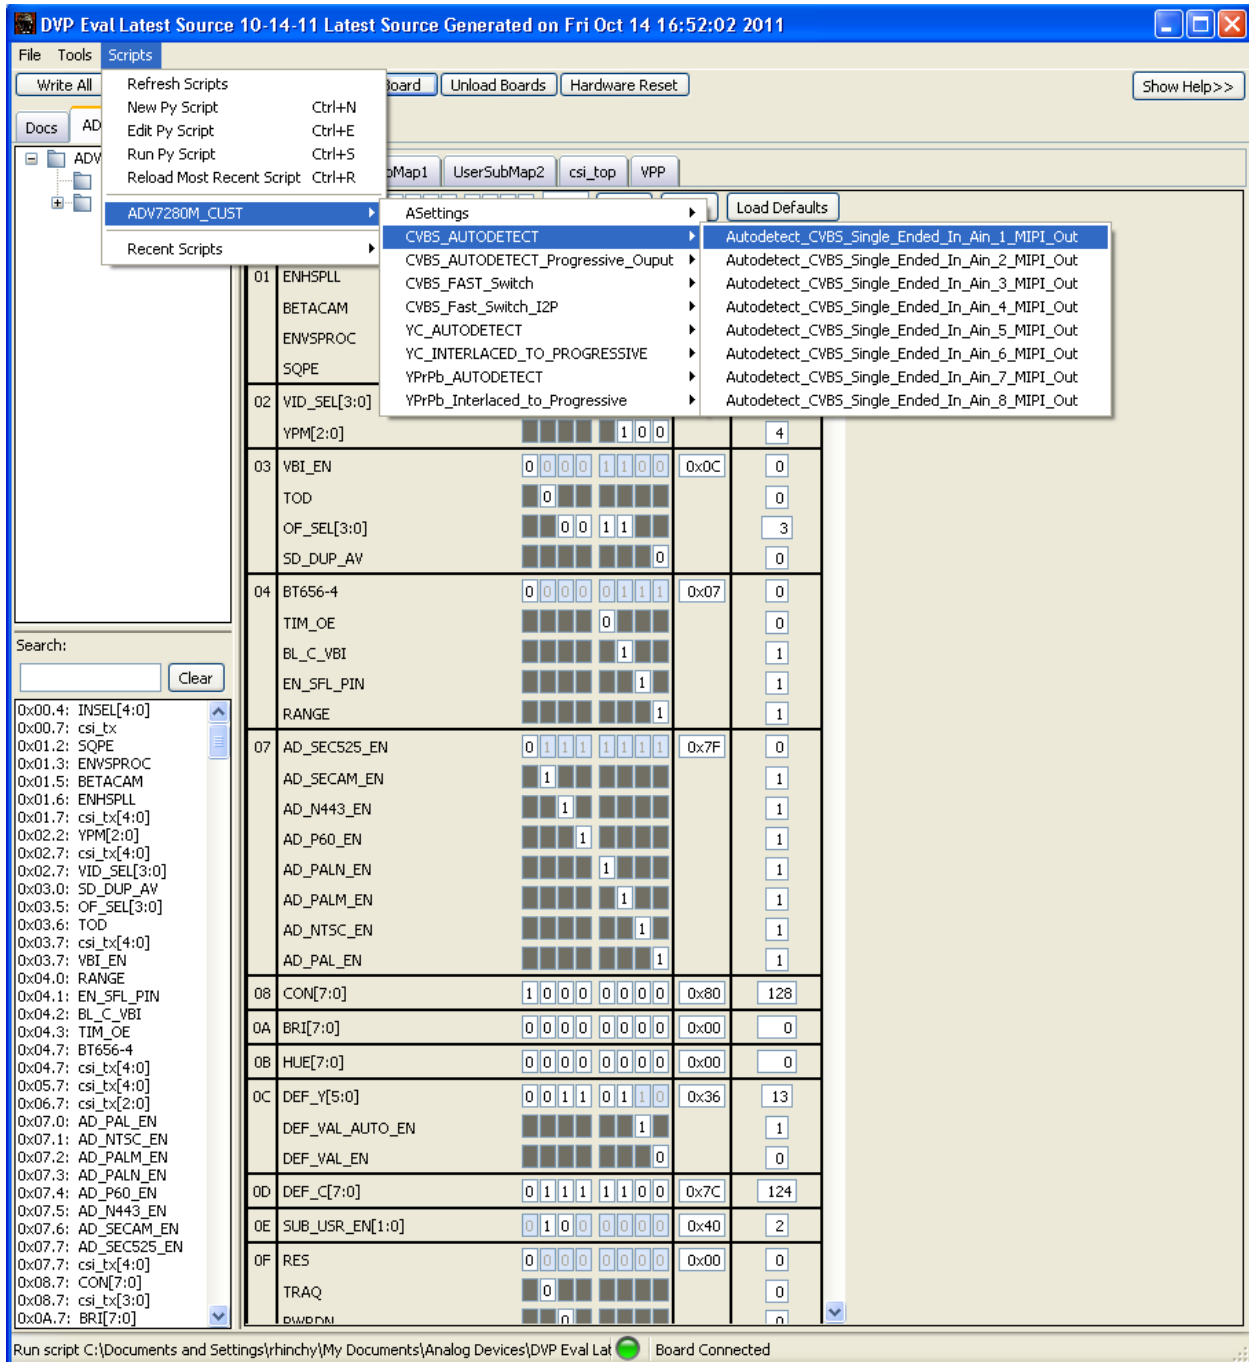 DVP Eval Latest Source 10-14-11 Latest Source Generated on Fri Oct 14 16:52:02 2011
File Tools Scripts
Write All Board Unload Boards Hardware Reset Show Help>>
Docs AD
Refresh Scripts
New Py Script Ctrl+N
Edit Py Script Ctrl+E
Run Py Script Ctrl+S
Reload Most Recent Script Ctrl+R
ADV7280M_CUST
Recent Scripts
ADV
Map1 UserSubMap2 csi_top VPP
Load Defaults
ASettings
CVBS_AUTODETECT
CVBS_AUTODETECT_Progressive_Ouput
CVBS_FAST_Switch
CVBS_Fast_Switch_I2P
YC_AUTODETECT
YC_INTERLACED_TO_PROGRESSIVE
YPrPb_AUTODETECT
YPrPb_Interlaced_to_Progressive
Autodetect_CVBS_Single_Ended_In_Ain_1_MIPI_Out
Autodetect_CVBS_Single_Ended_In_Ain_2_MIPI_Out
Autodetect_CVBS_Single_Ended_In_Ain_3_MIPI_Out
Autodetect_CVBS_Single_Ended_In_Ain_4_MIPI_Out
Autodetect_CVBS_Single_Ended_In_Ain_5_MIPI_Out
Autodetect_CVBS_Single_Ended_In_Ain_6_MIPI_Out
Autodetect_CVBS_Single_Ended_In_Ain_7_MIPI_Out
Autodetect_CVBS_Single_Ended_In_Ain_8_MIPI_Out
01 ENHSPLL
BETACAM
ENVSPROC
SQPE
02 VID_SEL[3:0]
YPM[2:0] 1 0 0 4
03 VBI_EN 0 0 0 0 1 1 0 0 0x0C 0
TOD 0 0
OF_SEL[3:0] 0 0 1 1 3
SD_DUP_AV 0 0
04 BT656-4 0 0 0 0 0 1 1 1 0x07 0
TIM_OE 0 0
BL_C_VBI 1 1
EN_SFL_PIN 1 1
RANGE 1 1
07 AD_SEC525_EN 0 1 1 1 1 1 1 1 0x7F 0
AD_SECAM_EN 1 1
AD_N443_EN 1 1
AD_P60_EN 1 1
AD_PALN_EN 1 1
AD_PALM_EN 1 1
AD_NTSC_EN 1 1
AD_PAL_EN 1 1
08 CON[7:0] 1 0 0 0 0 0 0 0 0x80 128
0A BRI[7:0] 0 0 0 0 0 0 0 0 0x00 0
0B HUE[7:0] 0 0 0 0 0 0 0 0 0x00 0
0C DEF_Y[5:0] 0 0 1 1 0 1 1 0 0x36 13
DEF_VAL_AUTO_EN 1 1
DEF_VAL_EN 0 0
0D DEF_C[7:0] 0 1 1 1 1 1 0 0 0x7C 124
0E SUB_USR_EN[1:0] 0 1 0 0 0 0 0 0 0x40 2
0F RES 0 0 0 0 0 0 0 0 0x00 0
TRAQ 0 0
PWRDN 0 0
Search:
Clear
0x00.4: INSEL[4:0]
0x00.7: csi_tx
0x01.2: SQPE
0x01.3: ENVSPROC
0x01.5: BETACAM
0x01.6: ENHSPLL
0x01.7: csi_tx[4:0]
0x02.2: YPM[2:0]
0x02.7: csi_tx[4:0]
0x02.7: VID_SEL[3:0]
0x03.0: SD_DUP_AV
0x03.5: OF_SEL[3:0]
0x03.6: TOD
0x03.7: csi_tx[4:0]
0x03.7: VBI_EN
0x04.0: RANGE
0x04.1: EN_SFL_PIN
0x04.2: BL_C_VBI
0x04.3: TIM_OE
0x04.7: BT656-4
0x04.7: csi_tx[4:0]
0x05.7: csi_tx[4:0]
0x06.7: csi_tx[2:0]
0x07.0: AD_PAL_EN
0x07.1: AD_NTSC_EN
0x07.2: AD_PALM_EN
0x07.3: AD_PALN_EN
0x07.4: AD_P60_EN
0x07.5: AD_N443_EN
0x07.6: AD_SECAM_EN
0x07.7: AD_SEC525_EN
0x07.7: csi_tx[4:0]
0x08.7: CON[7:0]
0x08.7: csi_tx[3:0]
0x0A.7: BRI[7:0]
Run script C:\Documents and Settings\rhinchy\My Documents\Analog Devices\DVP Eval Lat Board Connected